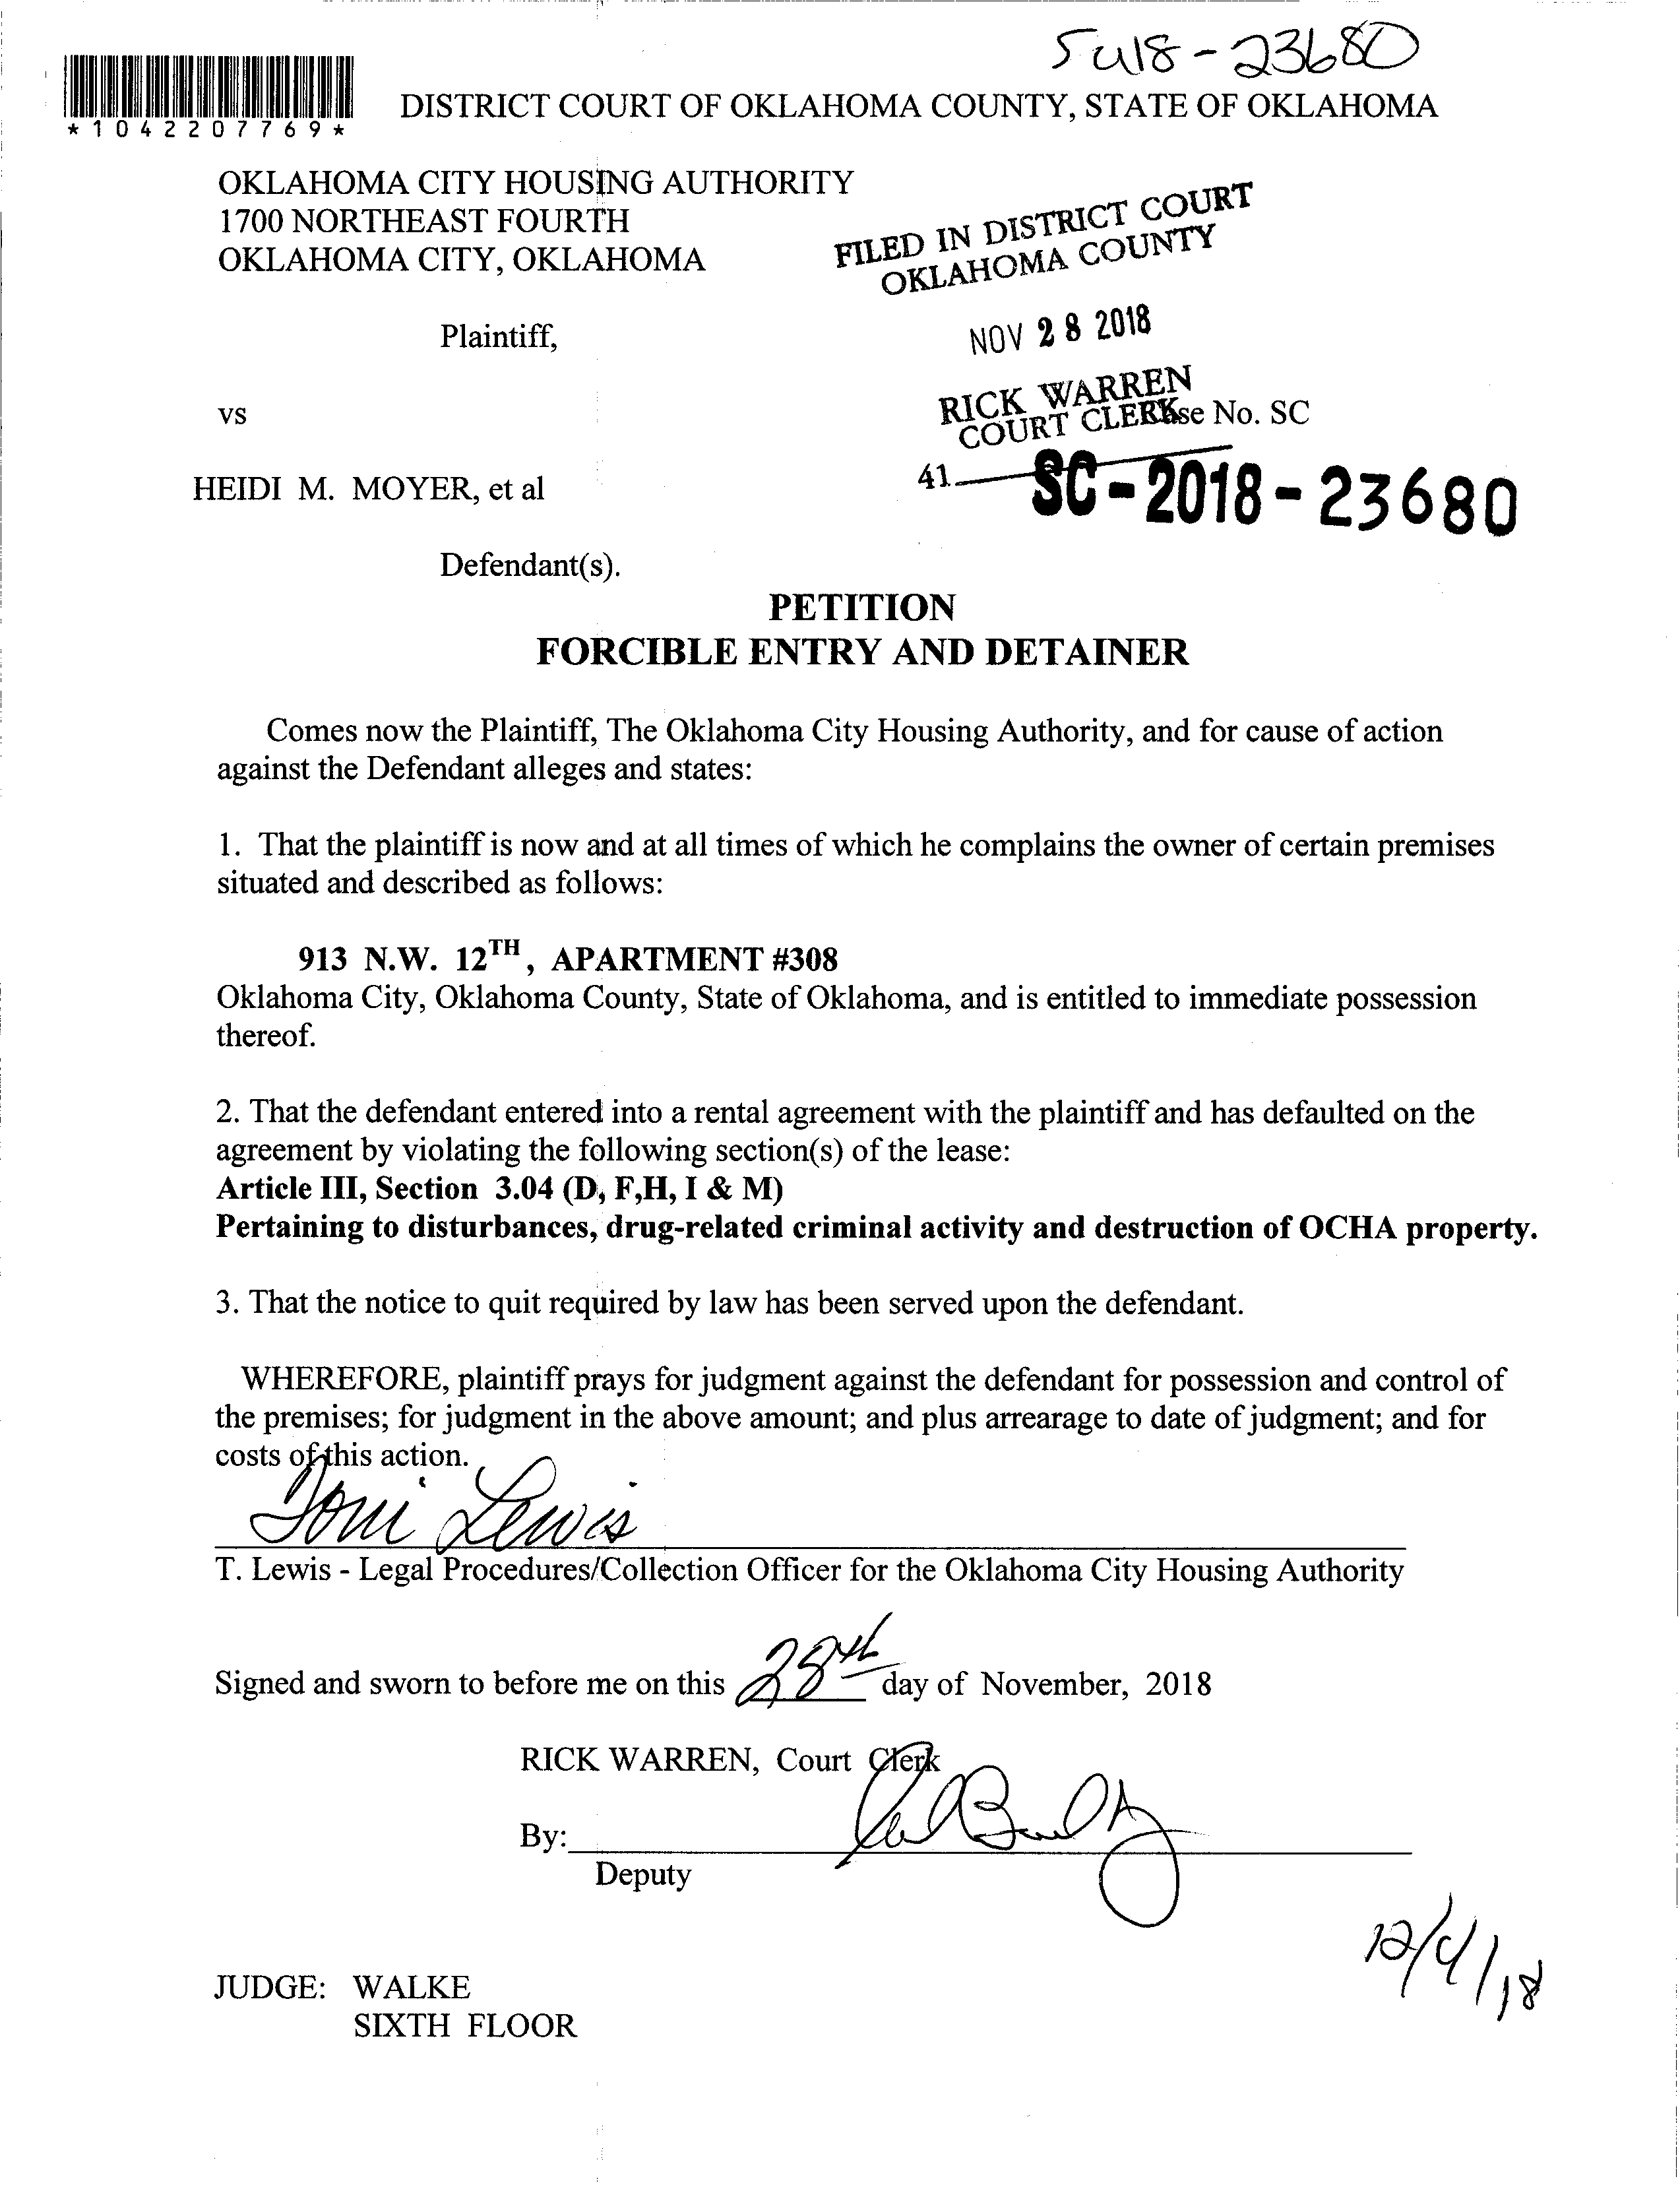 5018-23680
*1042207769*
DISTRICT COURT OF OKLAHOMA COUNTY, STATE OF OKLAHOMA
OKLAHOMA CITY HOUSING AUTHORITY
1700 NORTHEAST FOURTH
OKLAHOMA CITY, OKLAHOMA
FILED IN DISTRICT COURT
OKLAHOMA COUNTY
Plaintiff,
NOV 28 2018
RICK WARREN
COURT CLERK
vs
se No. SC
HEIDI M. MOYER, et al
41
SC-2018-23680
Defendant(s).
PETITION
FORCIBLE ENTRY AND DETAINER
Comes now the Plaintiff, The Oklahoma City Housing Authority, and for cause of action
against the Defendant alleges and states:
1. That the plaintiff is now and at all times of which he complains the owner of certain premises
situated and described as follows:
913 N.W. 12TH, APARTMENT #308
Oklahoma City, Oklahoma County, State of Oklahoma, and is entitled to immediate possession
thereof.
2. That the defendant entered into a rental agreement with the plaintiff and has defaulted on the
agreement by violating the following section(s) of the lease:
Article III, Section 3.04 (D, F,H, I & M)
Pertaining to disturbances, drug-related criminal activity and destruction of OCHA property.
3. That the notice to quit required by law has been served upon the defendant.
WHEREFORE, plaintiff prays for judgment against the defendant for possession and control of
the premises; for judgment in the above amount; and plus arrearage to date of judgment; and for
costs of this action.
Toni Lewis
T. Lewis - Legal Procedures/Collection Officer for the Oklahoma City Housing Authority
Signed and sworn to before me on this 28th day of November, 2018
RICK WARREN, Court Clerk
By:
Deputy
12/4/18
JUDGE: WALKE
SIXTH FLOOR